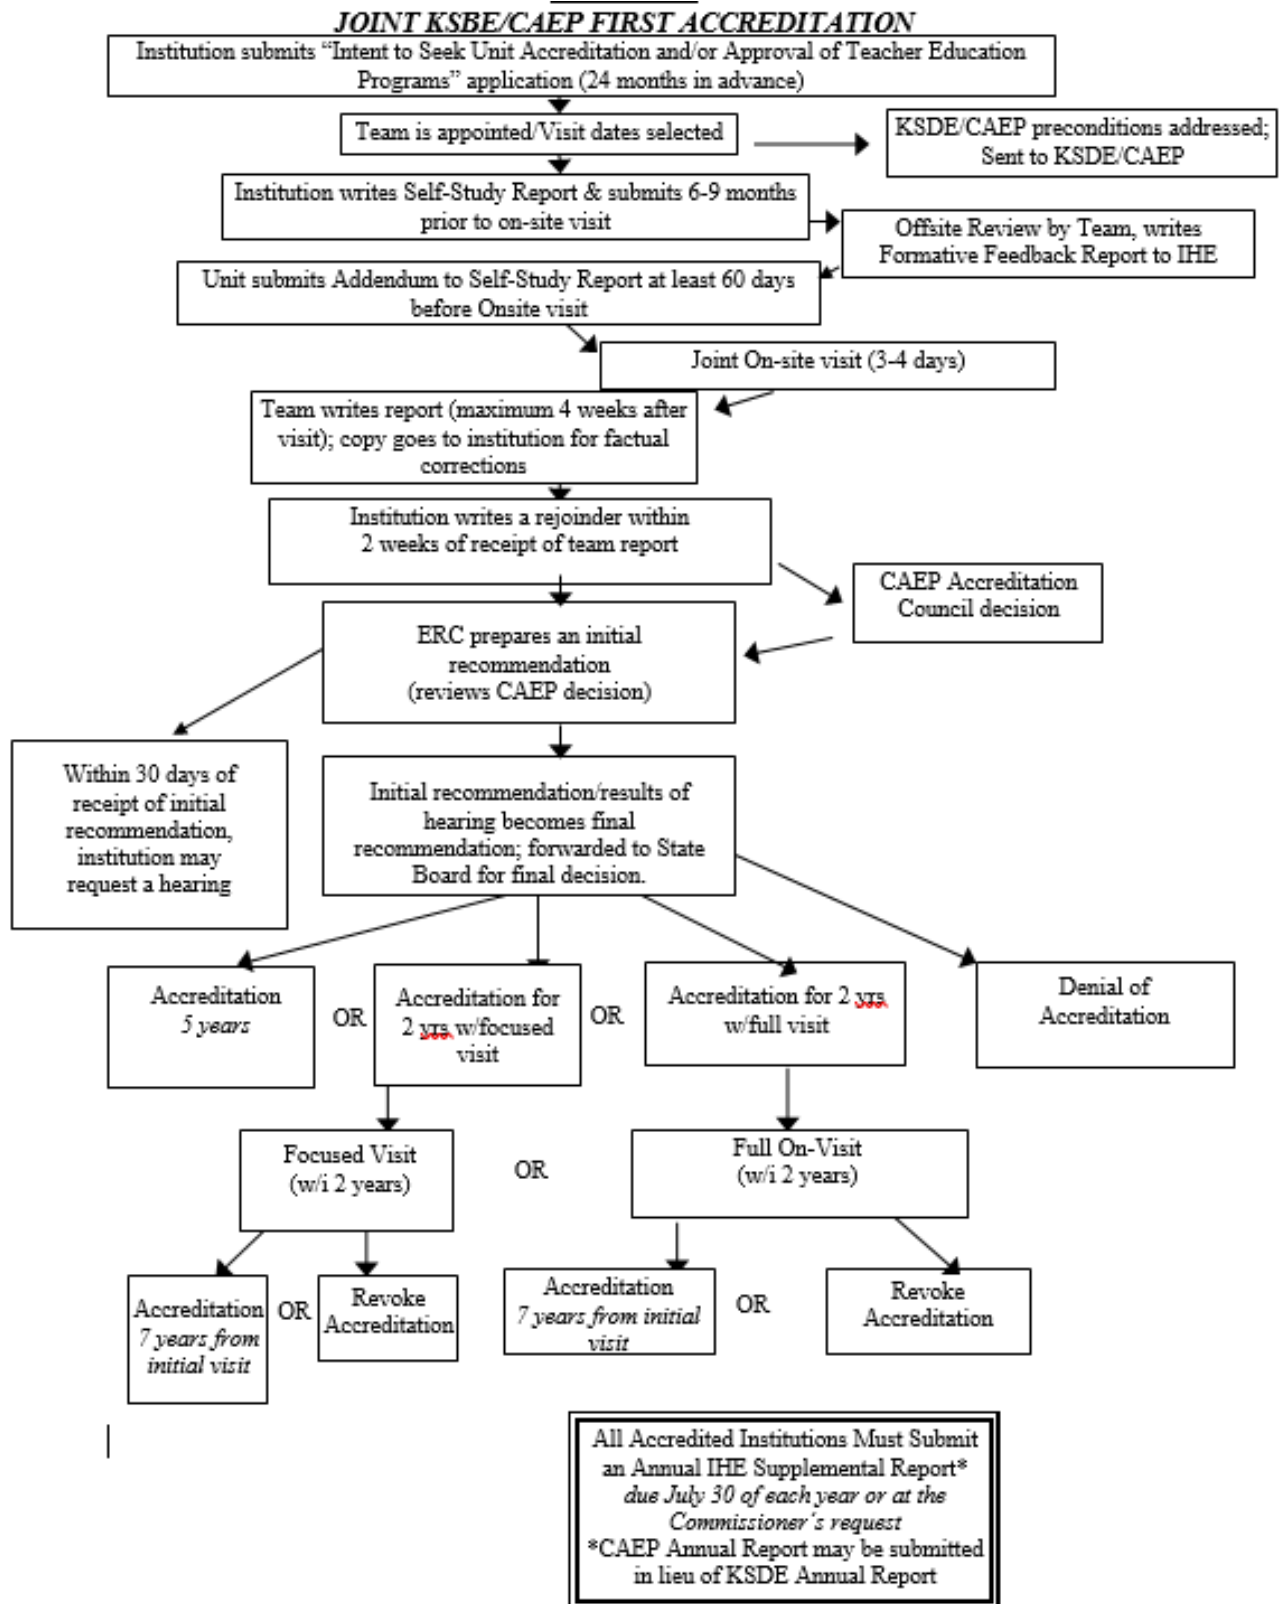 JOINT KSBE/CAEP FIRST ACCREDITATION
Institution submits “Intent to Seek Unit Accreditation and/or Approval of Teacher Education
Programs” application (24 months in advance)
Team is appointed/Visit dates selected
KSDE/CAEP preconditions addressed;
Sent to KSDE/CAEP
Institution writes Self-Study Report & submits 6-9 months
prior to on-site visit
Offsite Review by Team, writes
Formative Feedback Report to IHE
Unit submits Addendum to Self-Study Report at least 60 days
before Onsite visit
Joint On-site visit (3-4 days)
Team writes report (maximum 4 weeks after
visit); copy goes to institution for factual
corrections
Institution writes a rejoinder within
2 weeks of receipt of team report
CAEP Accreditation
Council decision
ERC prepares an initial
recommendation
(reviews CAEP decision)
Within 30 days of
receipt of initial
recommendation,
institution may
request a hearing
Initial recommendation/results of
hearing becomes final
recommendation; forwarded to State
Board for final decision.
Accreditation
5 years
OR
Accreditation for
2 yrs w/focused
visit
OR
Accreditation for 2 yrs
w/full visit
Denial of
Accreditation
Focused Visit
(w/i 2 years)
OR
Full On-Visit
(w/i 2 years)
Accreditation
7 years from
initial visit
OR
Revoke
Accreditation
Accreditation
7 years from initial
visit
OR
Revoke
Accreditation
All Accredited Institutions Must Submit
an Annual IHE Supplemental Report*
due July 30 of each year or at the
Commissioner´s request
*CAEP Annual Report may be submitted
in lieu of KSDE Annual Report